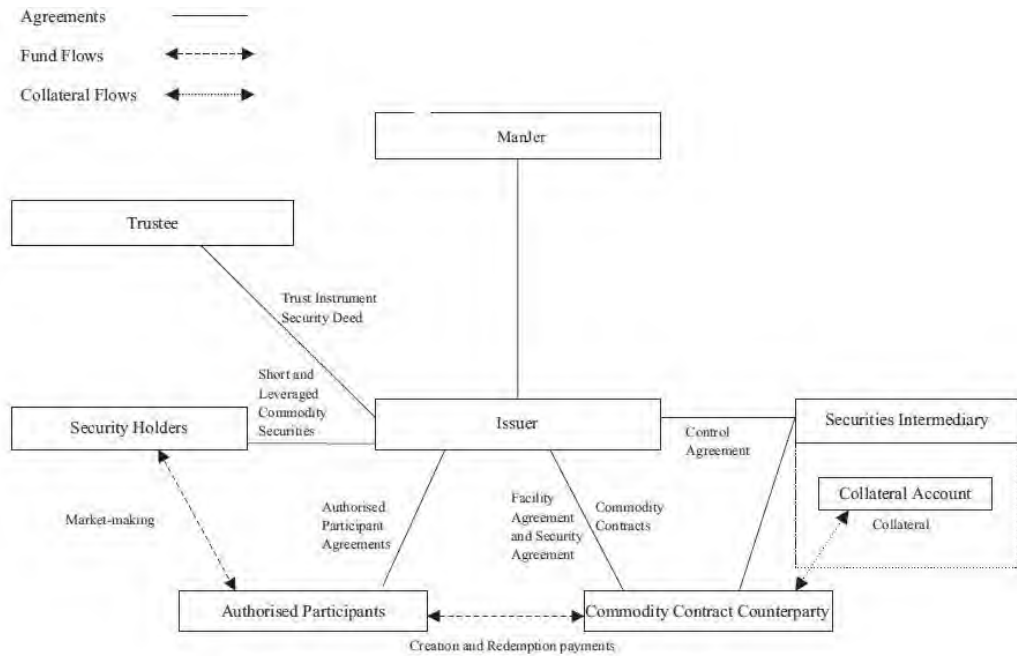 Agreements
Fund Flows
Collateral Flows
ManJer
Trustee
Trust Instrument
Security Deed
Short and
Leveraged
Commodity
Securities
Security Holders
Issuer
Securities Intermediary
Control
Agreement
Collateral Account
Collateral
Market-making
Authorised
Participant
Agreements
Facility
Agreement
and Security
Agreement
Commodity
Contracts
Authorised Participants
Commodity Contract Counterparty
Creation and Redemption payments